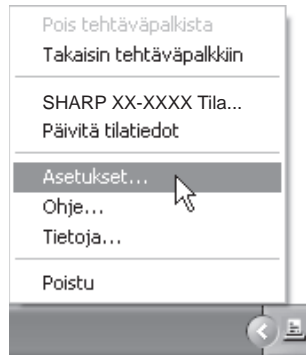 Pois tehtäväpalkista
Takaisin tehtäväpalkkiin
SHARP XX-XXXX Tila...
Päivitä tilatiedot
Asetukset...
Ohje...
Tietoja...
Poistu